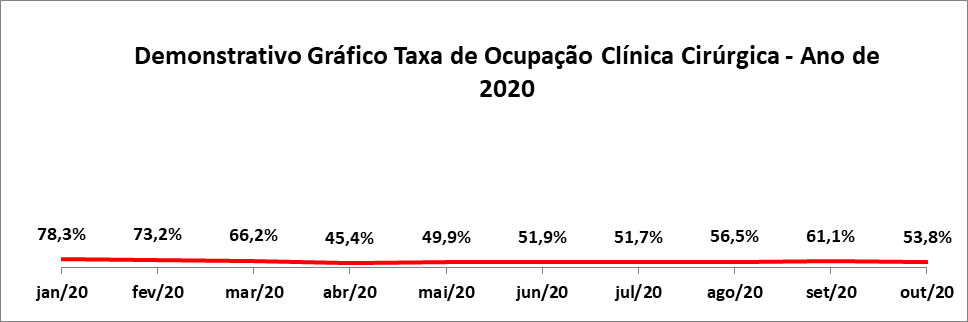 Demonstrativo Gráfico Taxa de Ocupação Clínica Cirúrgica - Ano de
2020
78,3% 73,2% 66,2% 45,4% 49,9% 51,9% 51,7% 56,5% 61,1% 53,8%
jan/20 fev/20 mar/20 abr/20 mai/20 jun/20 jul/20 ago/20 set/20 out/20